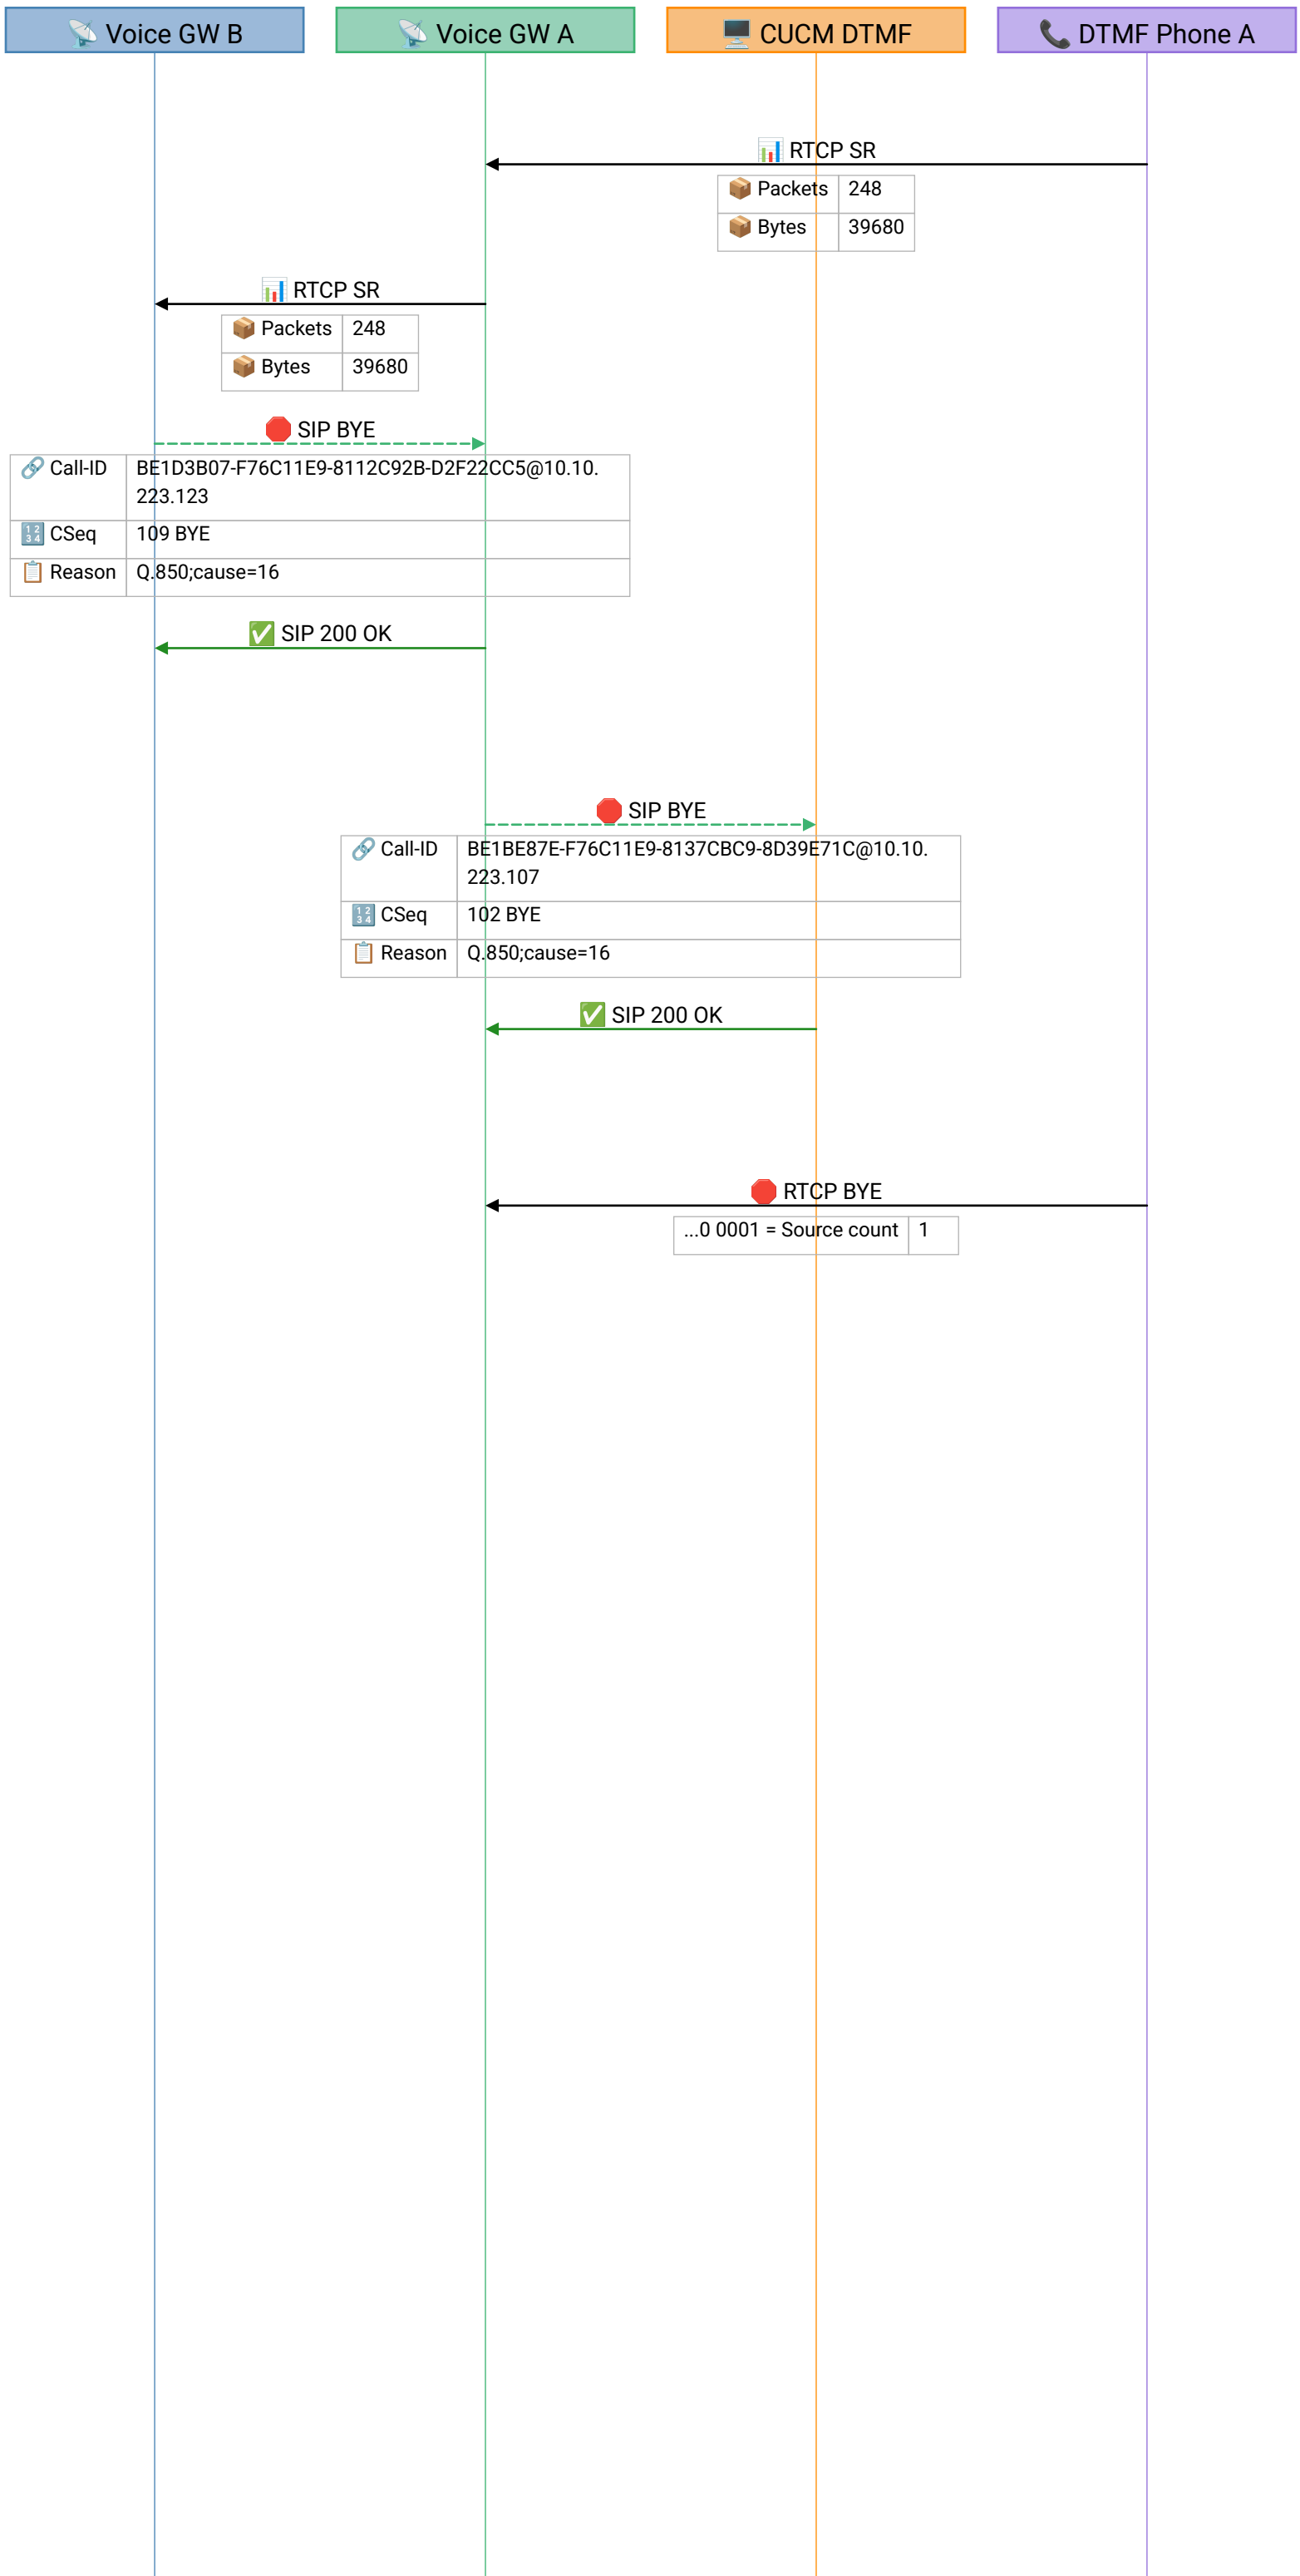 📡 Voice GW B
📡 Voice GW A
🖥️ CUCM DTMF
📞 DTMF Phone A
📊 RTCP SR
📦 Packets 248
📦 Bytes 39680
📊 RTCP SR
📦 Packets 248
📦 Bytes 39680
🛑 SIP BYE
🔗 Call-ID BE1D3B07-F76C11E9-8112C92B-D2F22CC5@10.10.
223.123
🔢 CSeq 109 BYE
📋 Reason Q.850;cause=16
✅ SIP 200 OK
🛑 SIP BYE
🔗 Call-ID BE1BE87E-F76C11E9-8137CBC9-8D39E71C@10.10.
223.107
🔢 CSeq 102 BYE
📋 Reason Q.850;cause=16
✅ SIP 200 OK
🛑 RTCP BYE
...0 0001 = Source count 1